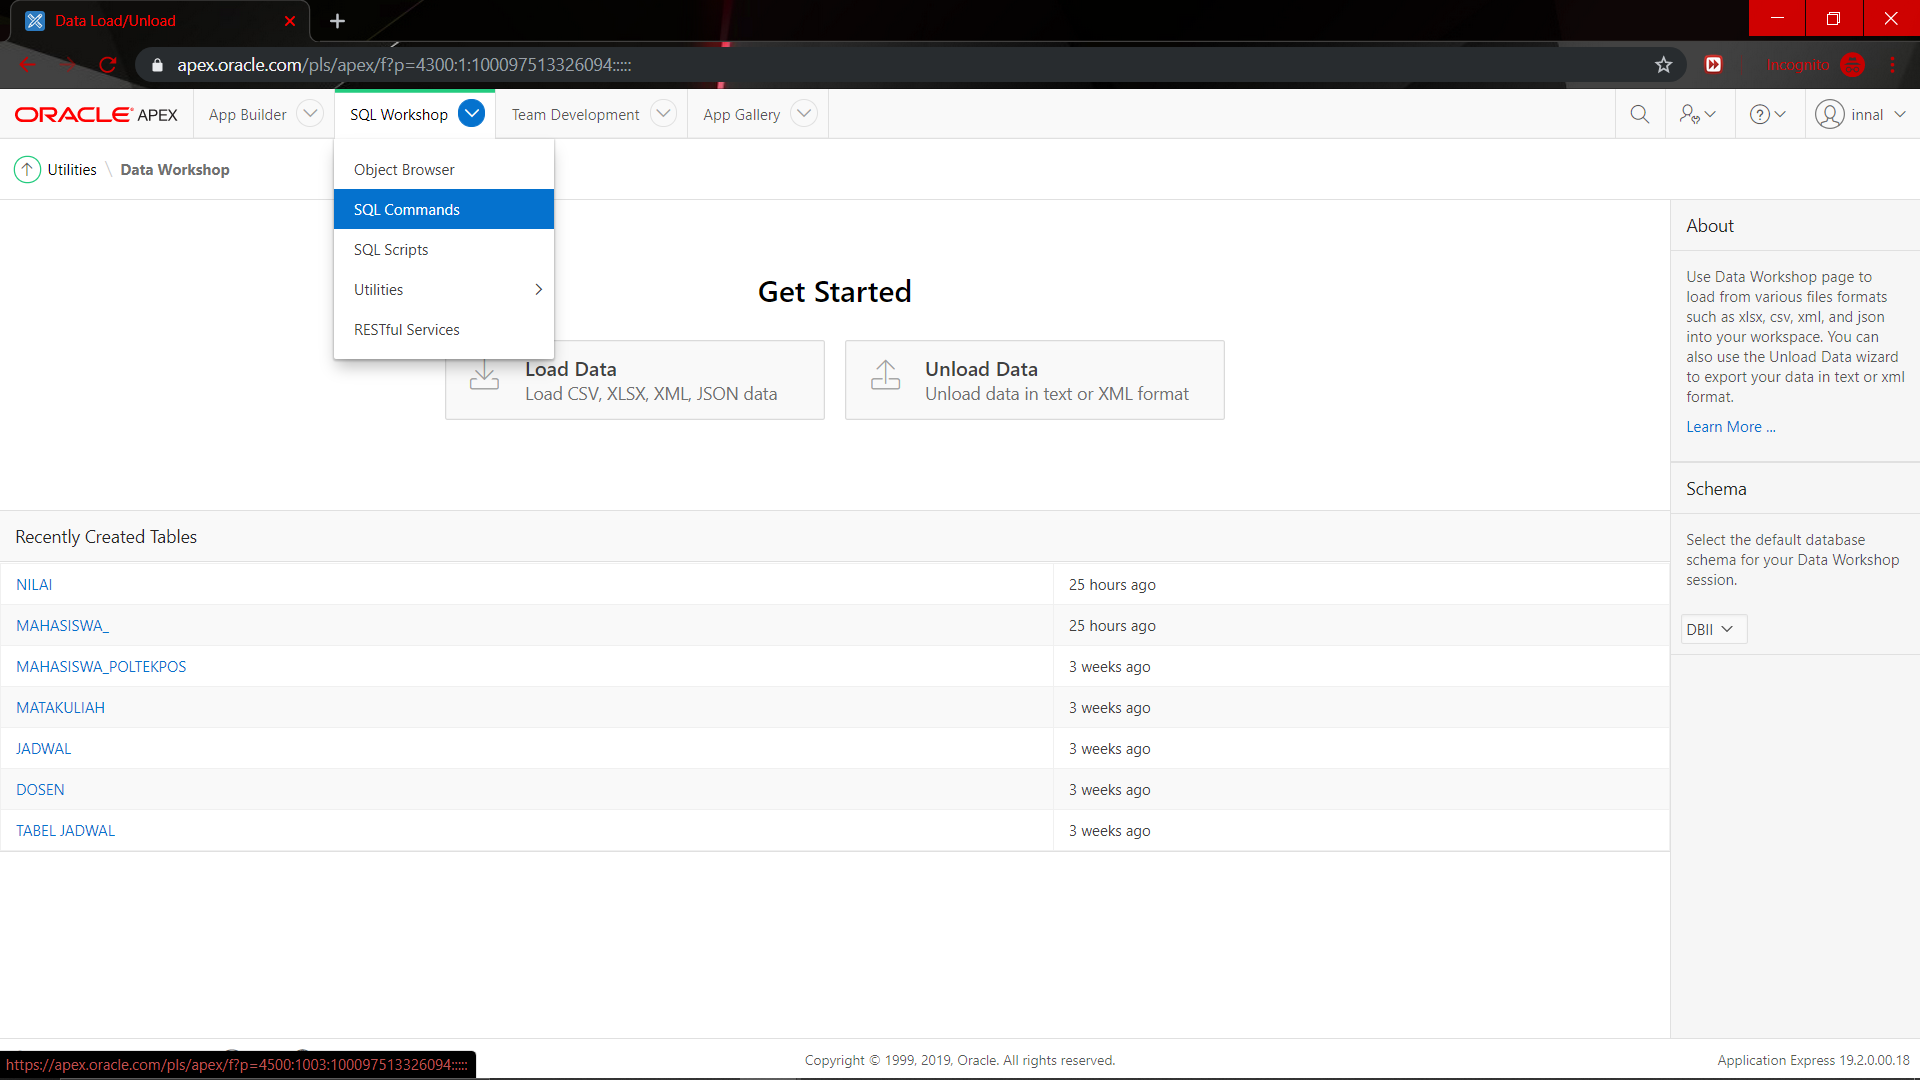 Data Load/Unload
apex.oracle.com/pls/apex/f?p=4300:1:100097513326094:::::
Incognito
ORACLE APEX
App Builder
SQL Workshop
Team Development
App Gallery
innal
Utilities \ Data Workshop
Object Browser
SQL Commands
SQL Scripts
Utilities
RESTful Services
Get Started
Load Data
Load CSV, XLSX, XML, JSON data
Unload Data
Unload data in text or XML format
Recently Created Tables
NILAI 25 hours ago
MAHASISWA_ 25 hours ago
MAHASISWA_POLTEKPOS 3 weeks ago
MATAKULIAH 3 weeks ago
JADWAL 3 weeks ago
DOSEN 3 weeks ago
TABEL JADWAL 3 weeks ago
About
Use Data Workshop page to
load from various files formats
such as xlsx, csv, xml, and json
into your workspace. You can
also use the Unload Data wizard
to export your data in text or xml
format.
Learn More ...
Schema
Select the default database
schema for your Data Workshop
session.
DBII
https://apex.oracle.com/pls/apex/f?p=4500:1003:100097513326094:::::
Copyright © 1999, 2019, Oracle. All rights reserved.
Application Express 19.2.0.00.18